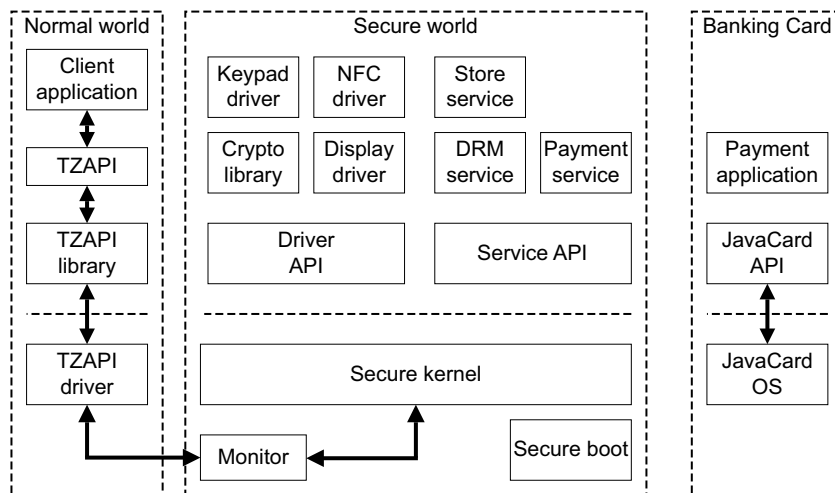 Normal world
Client
application
TZAPI
TZAPI
library
TZAPI
driver
Secure world
Keypad
driver
NFC
driver
Store
service
Crypto
library
Display
driver
DRM
service
Payment
service
Driver
API
Service API
Secure kernel
Monitor
Secure boot
Banking Card
Payment
application
JavaCard
API
JavaCard
OS